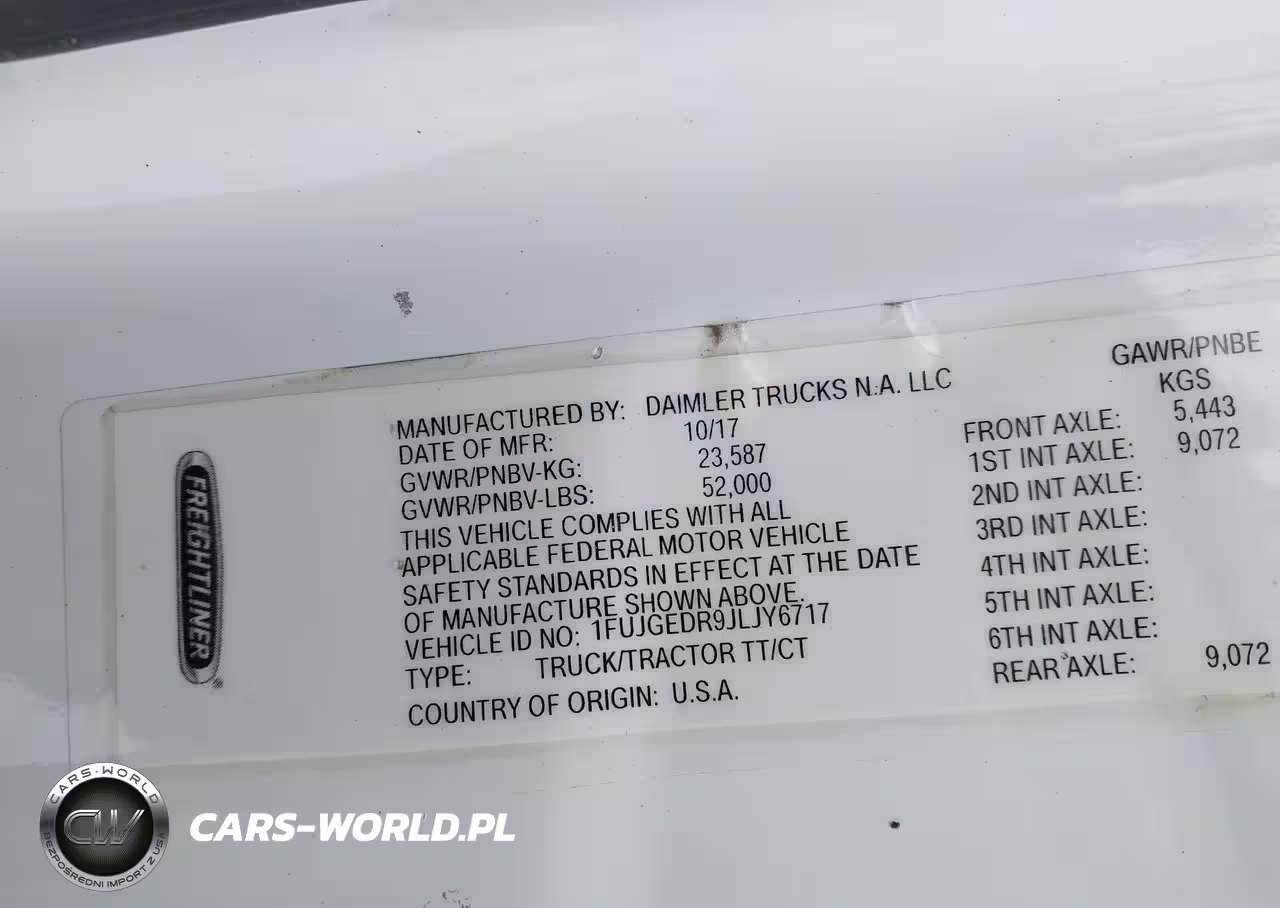 FREIGHTLINER
MANUFACTURED BY: DAIMLER TRUCKS N.A. LLC
DATE OF MFR: 10/17
GVWR/PNBV-KG: 23,587
GVWR/PNBV-LBS: 52,000
THIS VEHICLE COMPLIES WITH ALL
APPLICABLE FEDERAL MOTOR VEHICLE
SAFETY STANDARDS IN EFFECT AT THE DATE
OF MANUFACTURE SHOWN ABOVE.
VEHICLE ID NO: 1FUJGEDR9JLJY6717
TYPE: TRUCK/TRACTOR TT/CT
COUNTRY OF ORIGIN: U.S.A.
GAWR/PNBE
KGS
FRONT AXLE: 5,443
1ST INT AXLE: 9,072
2ND INT AXLE:
3RD INT AXLE:
4TH INT AXLE:
5TH INT AXLE:
6TH INT AXLE:
REAR AXLE: 9,072
CARS-WORLD
CW
BEZPOŚREDNI IMPORT Z USA
CARS-WORLD.PL